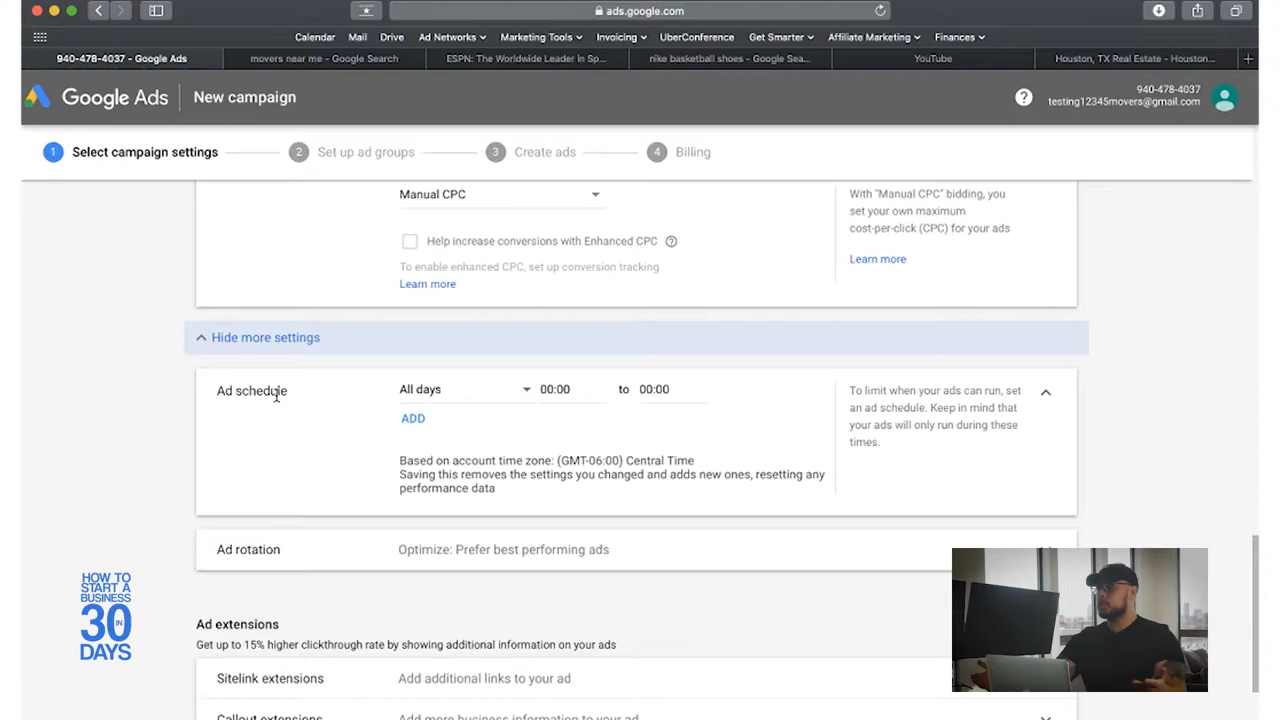 ads.google.com
Calendar Mail Drive Ad Networks Marketing Tools Invoicing UberConference Get Smarter Affiliate Marketing Finances
940-478-4037 - Google Ads movers near me - Google Search ESPN: The Worldwide Leader in Sp... nike basketball shoes - Google Sea... YouTube Houston, TX Real Estate - Houston...
Google Ads New campaign
940-478-4037
testing12345movers@gmail.com
1 Select campaign settings 2 Set up ad groups 3 Create ads 4 Billing
Manual CPC
With "Manual CPC" bidding, you
set your own maximum
cost-per-click (CPC) for your ads
Learn more
Help increase conversions with Enhanced CPC
To enable enhanced CPC, set up conversion tracking
Learn more
Hide more settings
Ad schedule
All days 00:00 to 00:00
ADD
Based on account time zone: (GMT-06:00) Central Time
Saving this removes the settings you changed and adds new ones, resetting any
performance data
To limit when your ads can run, set
an ad schedule. Keep in mind that
your ads will only run during these
times.
Ad rotation Optimize: Prefer best performing ads
HOW TO
START A
BUSINESS
30 IN
DAYS
Ad extensions
Get up to 15% higher clickthrough rate by showing additional information on your ads
Sitelink extensions Add additional links to your ad
Callout extensions Add more business information to your ad